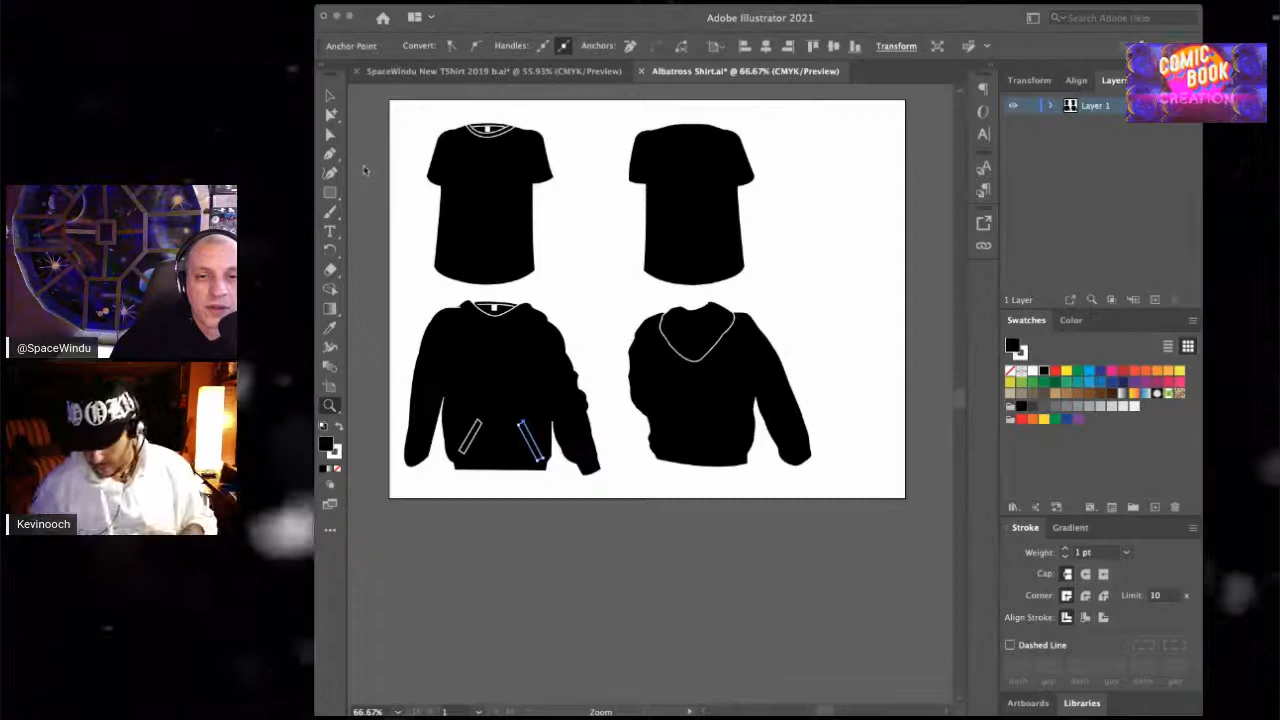 Adobe Illustrator 2021
Search Adobe Help
Anchor Point Convert: Handles: Anchors: Transform
× SpaceWindu New TShirt 2019 b.ai* @ 55.93% (CMYK/Preview) × Albatross Shirt.ai* @ 66.67% (CMYK/Preview)
Transform Align Layers
Layer 1
COMIC
BOOK
CREATION
@SpaceWindu
Kevinooch
1 Layer
Swatches Color
Stroke Gradient
Weight: 1 pt
Cap:
Corner: Limit: 10 x
Align Stroke:
Dashed Line
dash gap dash gap dash gap
Artboards Libraries
66.67% 1 Zoom